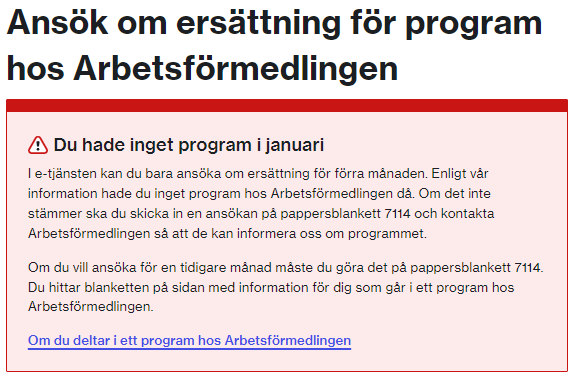 Ansök om ersättning för program
hos Arbetsförmedlingen
Du hade inget program i januari
I e-tjänsten kan du bara ansöka om ersättning för förra månaden. Enligt vår
information hade du inget program hos Arbetsförmedlingen då. Om det inte
stämmer ska du skicka in en ansökan på pappersblankett 7114 och kontakta
Arbetsförmedlingen så att de kan informera oss om programmet.
Om du vill ansöka för en tidigare månad måste du göra det på pappersblankett 7114.
Du hittar blanketten på sidan med information för dig som går i ett program hos
Arbetsförmedlingen.
Om du deltar i ett program hos Arbetsförmedlingen